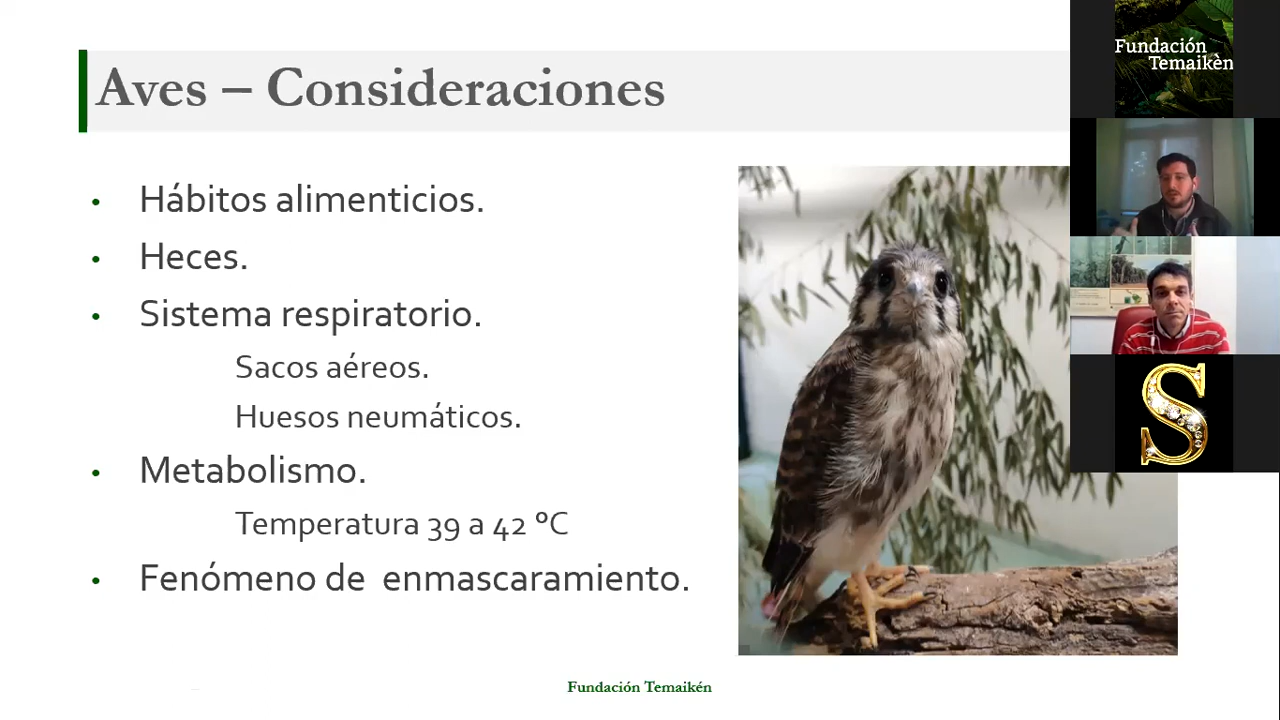 Aves – Consideraciones
• Hábitos alimenticios.
• Heces.
• Sistema respiratorio.
Sacos aéreos.
Huesos neumáticos.
• Metabolismo.
Temperatura 39 a 42 ºC
• Fenómeno de  enmascaramiento.
Fundación Temaikén
Fundación
Temaikèn
S